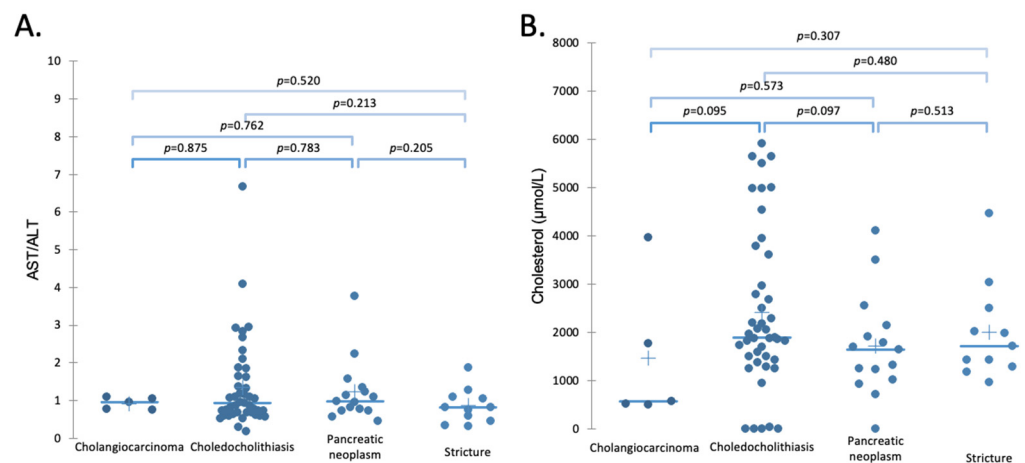 A.
10
9
8
7
6
5
4
3
2
1
0
AST/ALT
p=0.520
p=0.213
p=0.762
p=0.875
p=0.783
p=0.205
Cholangiocarcinoma
Choledocholithiasis
Pancreatic
neoplasm
Stricture
B.
8000
7000
6000
5000
4000
3000
2000
1000
0
Cholesterol (µmol/L)
p=0.307
p=0.480
p=0.573
p=0.095
p=0.097
p=0.513
Cholangiocarcinoma
Choledocholithiasis
Pancreatic
neoplasm
Stricture